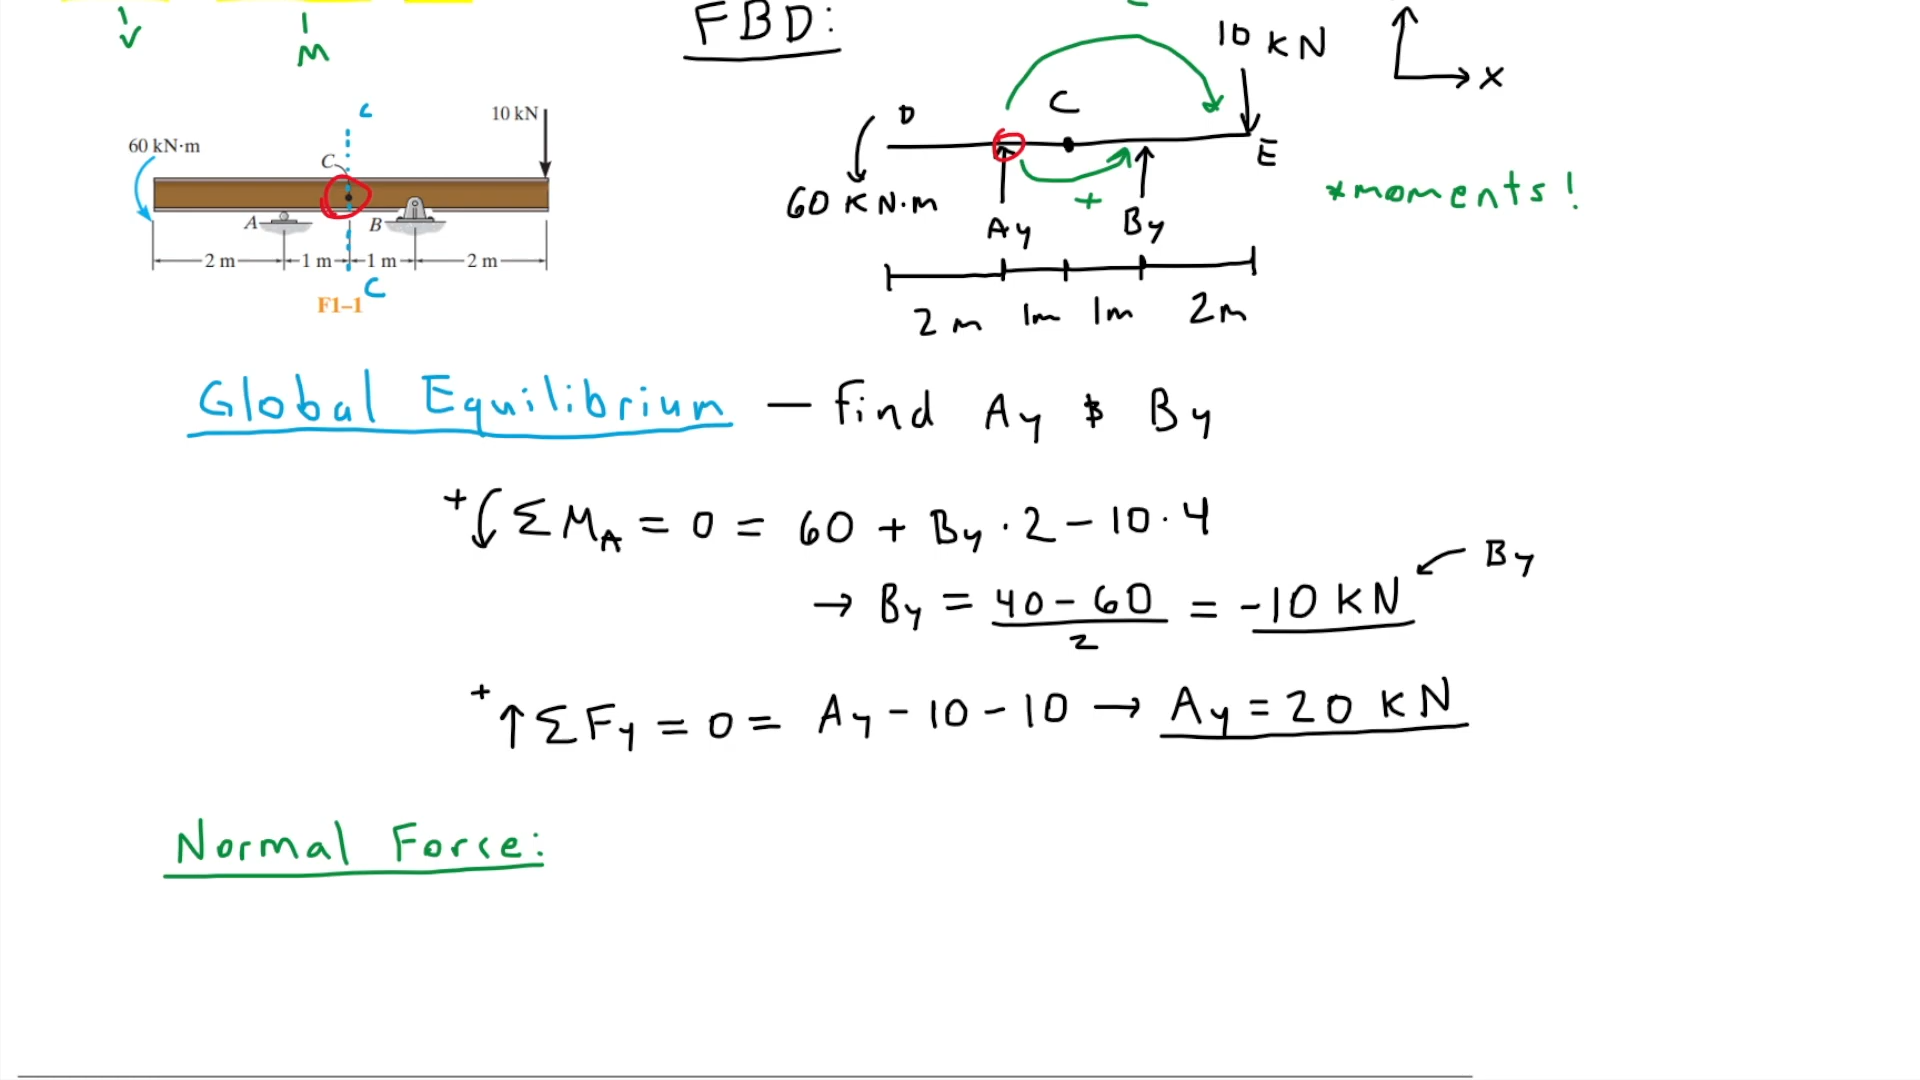 V
M
FBD:
10 kN
x
60 kN·m
10 kN
C
C
A
B
2 m
1 m
1 m
2 m
F1–1
C
D
C
E
60 KN·m
Ay
+
By
2 m 1m 1m 2m
*moments!
Global Equilibrium — find Ay & By
+ ΣM_A = 0 = 60 + By · 2 - 10 · 4
→ By = 40 - 60 / 2 = -10 KN ← By
+ ↑ΣFy = 0 = Ay - 10 - 10 → Ay = 20 KN
Normal Force: